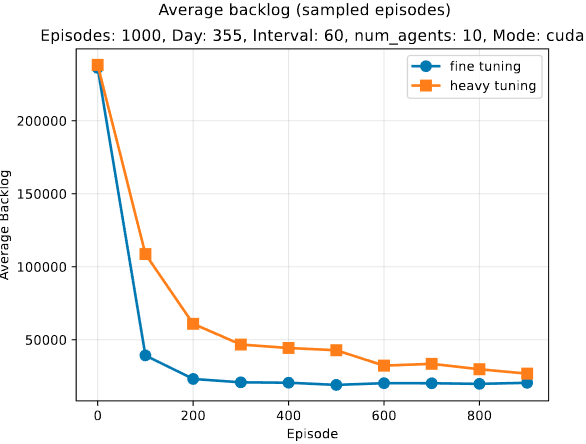 Average backlog (sampled episodes)
Episodes: 1000, Day: 355, Interval: 60, num_agents: 10, Mode: cuda
fine tuning
heavy tuning
200000
150000
100000
50000
Average Backlog
0 200 400 600 800
Episode